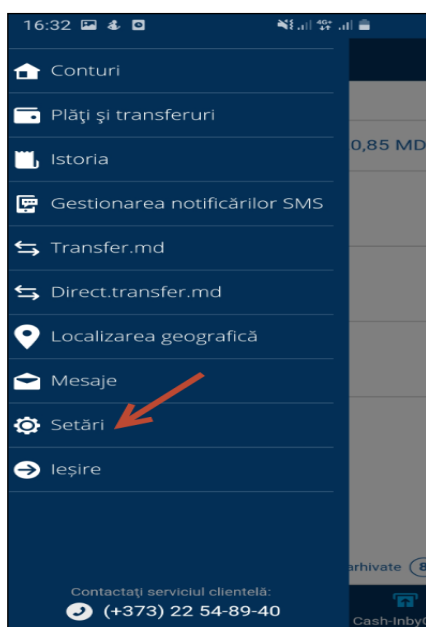 16:32
Conturi
Plăţi şi transferuri
0,85 MD
Istoria
Gestionarea notificărilor SMS
Transfer.md
Direct.transfer.md
Localizarea geografică
Mesaje
Setări
Ieşire
arhivate 8
Contactaţi serviciul clientelă:
(+373) 22 54-89-40
Cash-Inby